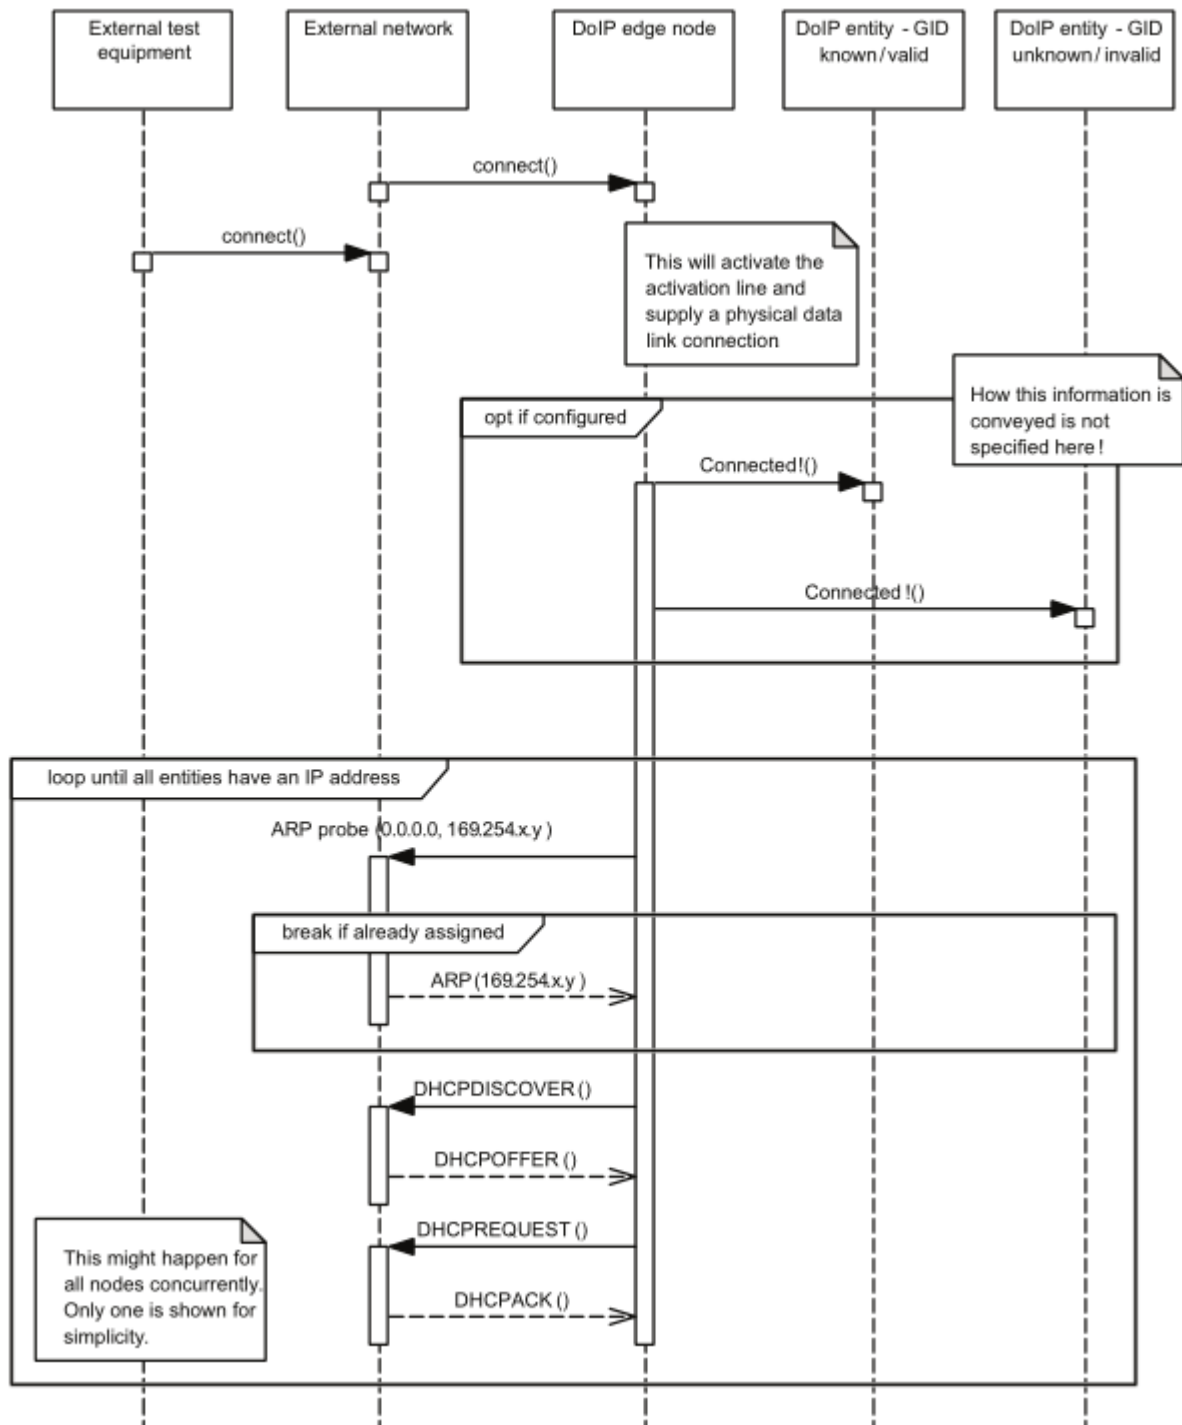 External test
equipment
External network
DoIP edge node
DoIP entity - GID
known/valid
DoIP entity - GID
unknown/invalid
connect()
connect()
This will activate the
activation line and
supply a physical data
link connection
How this information is
conveyed is not
specified here !
opt if configured
Connected!()
Connected !()
loop until all entities have an IP address
ARP probe (0.0.0.0, 169.254.x.y )
break if already assigned
ARP (169.254.x.y )
DHCPDISCOVER ()
DHCPOFFER ()
DHCPREQUEST ()
This might happen for
all nodes concurrently.
Only one is shown for
simplicity.
DHCPACK ()